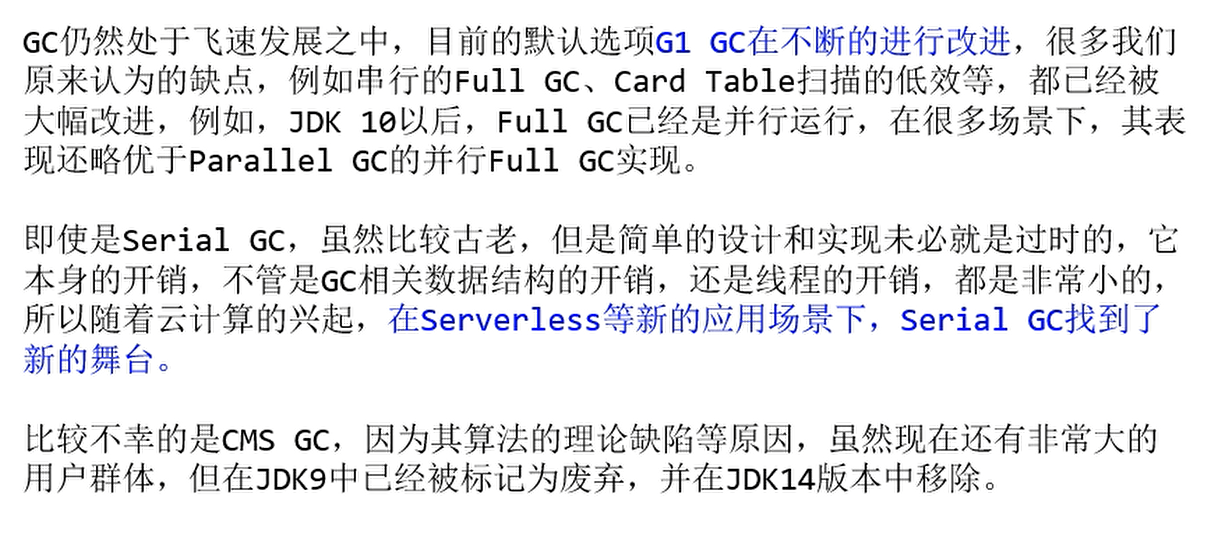 GC仍然处于飞速发展之中，目前的默认选项G1 GC在不断的进行改进，很多我们
原来认为的缺点，例如串行的Full GC、Card Table扫描的低效等，都已经被
大幅改进，例如，JDK 10以后，Full GC已经是并行运行，在很多场景下，其表
现还略优于Parallel GC的并行Full GC实现。
即使是Serial GC，虽然比较古老，但是简单的设计和实现未必就是过时的，它
本身的开销，不管是GC相关数据结构的开销，还是线程的开销，都是非常小的，
所以随着云计算的兴起，在Serverless等新的应用场景下，Serial GC找到了
新的舞台。
比较不幸的是CMS GC，因为其算法的理论缺陷等原因，虽然现在还有非常大的
用户群体，但在JDK9中已经被标记为废弃，并在JDK14版本中移除。